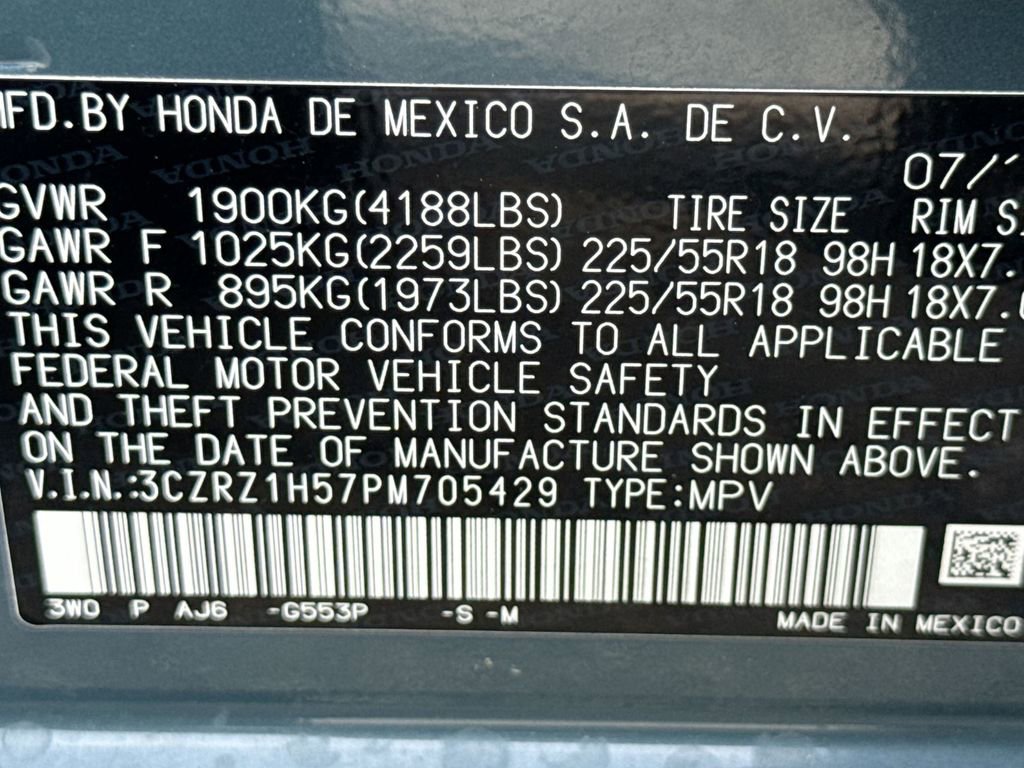 MFD.BY HONDA DE MEXICO S.A. DE C.V.
07/
GVWR 1900KG(4188LBS) TIRE SIZE RIM
GAWR F 1025KG(2259LBS) 225/55R18 98H 18X7.
GAWR R 895KG(1973LBS) 225/55R18 98H 18X7.
THIS VEHICLE CONFORMS TO ALL APPLICABLE
FEDERAL MOTOR VEHICLE SAFETY
AND THEFT PREVENTION STANDARDS IN EFFECT
ON THE DATE OF MANUFACTURE SHOWN ABOVE.
V.I.N.:3CZRZ1H57PM705429 TYPE:MPV
3WO P AJ6 -G553P -S -M
MADE IN MEXICO